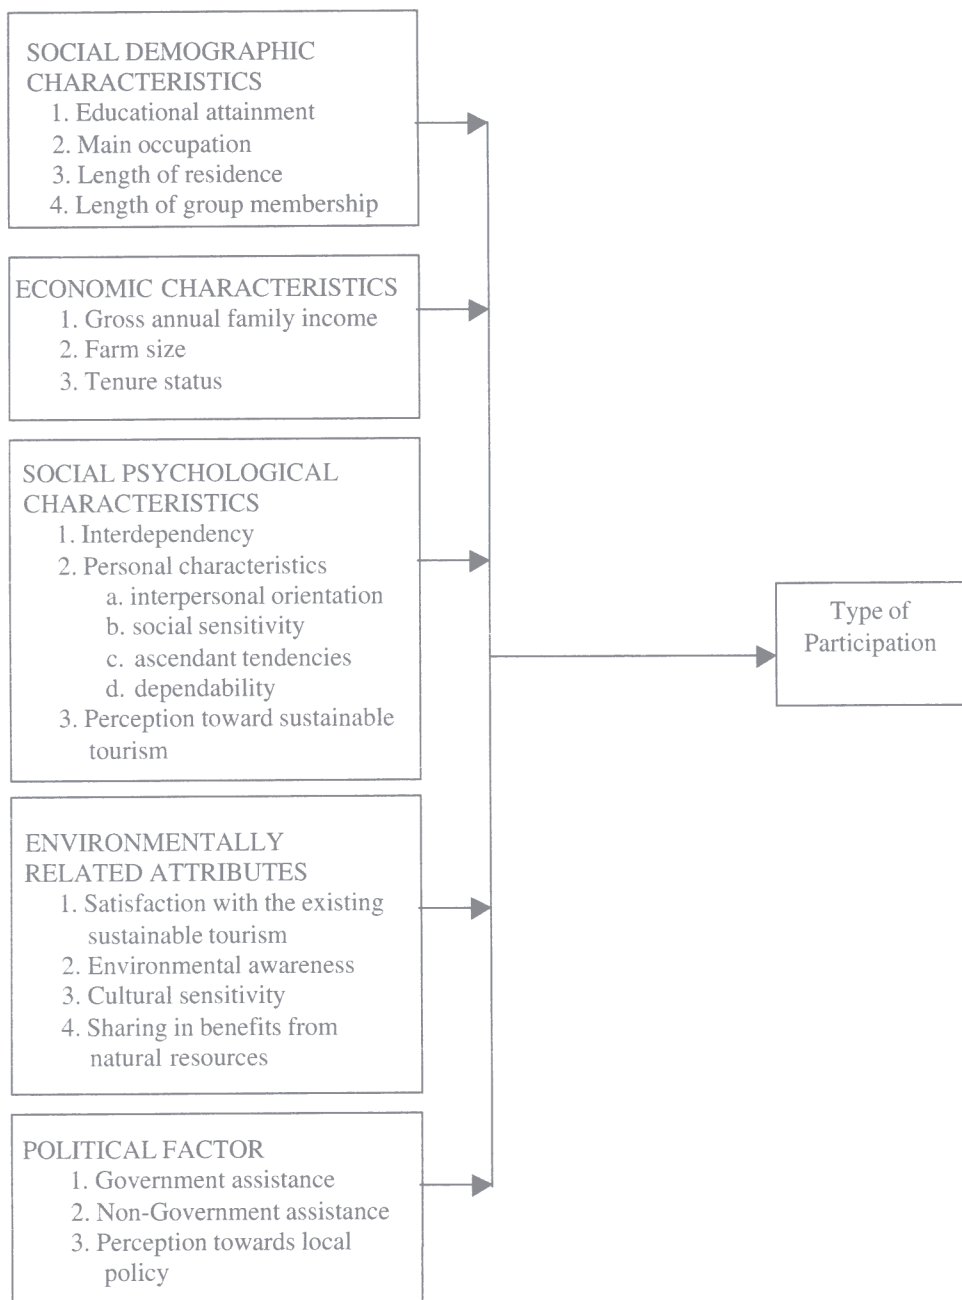 SOCIAL DEMOGRAPHIC
CHARACTERISTICS
1. Educational attainment
2. Main occupation
3. Length of residence
4. Length of group membership
ECONOMIC CHARACTERISTICS
1. Gross annual family income
2. Farm size
3. Tenure status
SOCIAL PSYCHOLOGICAL
CHARACTERISTICS
1. Interdependency
2. Personal characteristics
a. interpersonal orientation
b. social sensitivity
c. ascendant tendencies
d. dependability
3. Perception toward sustainable
tourism
ENVIRONMENTALLY
RELATED ATTRIBUTES
1. Satisfaction with the existing
sustainable tourism
2. Environmental awareness
3. Cultural sensitivity
4. Sharing in benefits from
natural resources
POLITICAL FACTOR
1. Government assistance
2. Non-Government assistance
3. Perception towards local
policy
Type of
Participation